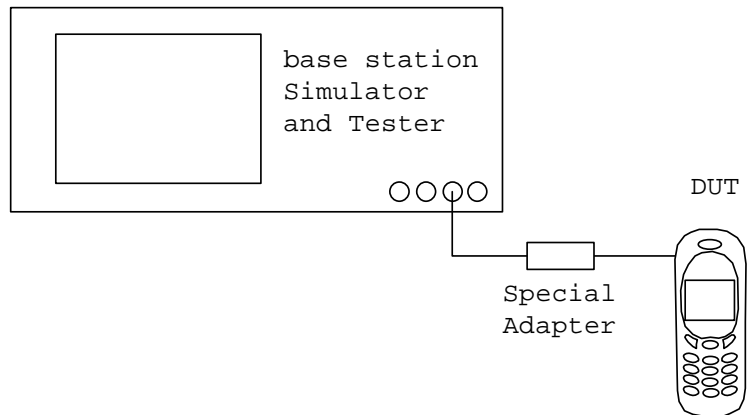 base station
Simulator
and Tester
DUT
Special
Adapter